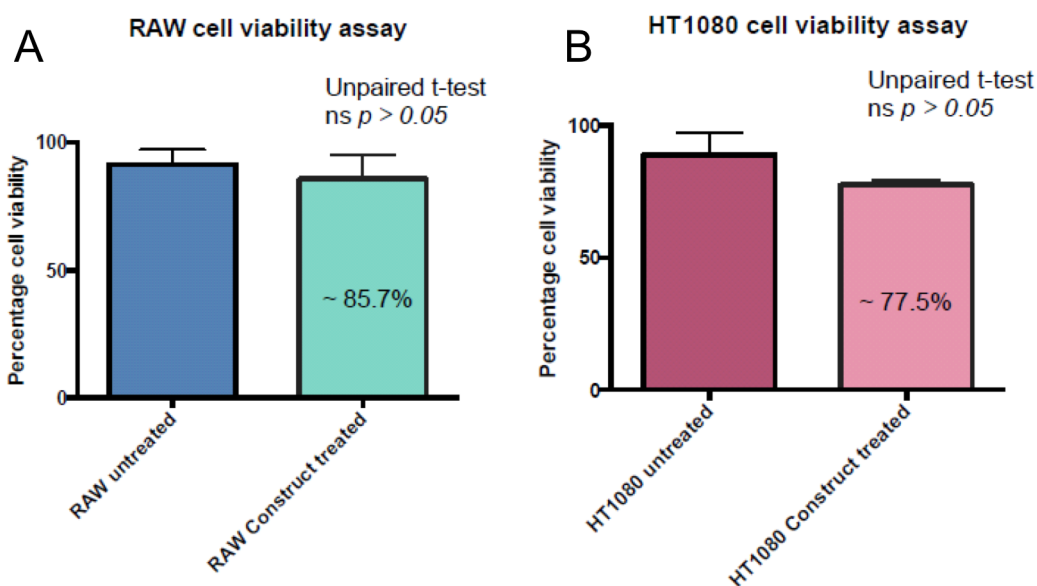 A
RAW cell viability assay
Unpaired t-test
ns p > 0.05
Percentage cell viability
100
50
0
~ 85.7%
RAW untreated
RAW Construct treated
B
HT1080 cell viability assay
Unpaired t-test
ns p > 0.05
Percentage cell viability
100
50
0
~ 77.5%
HT1080 untreated
HT1080 Construct treated